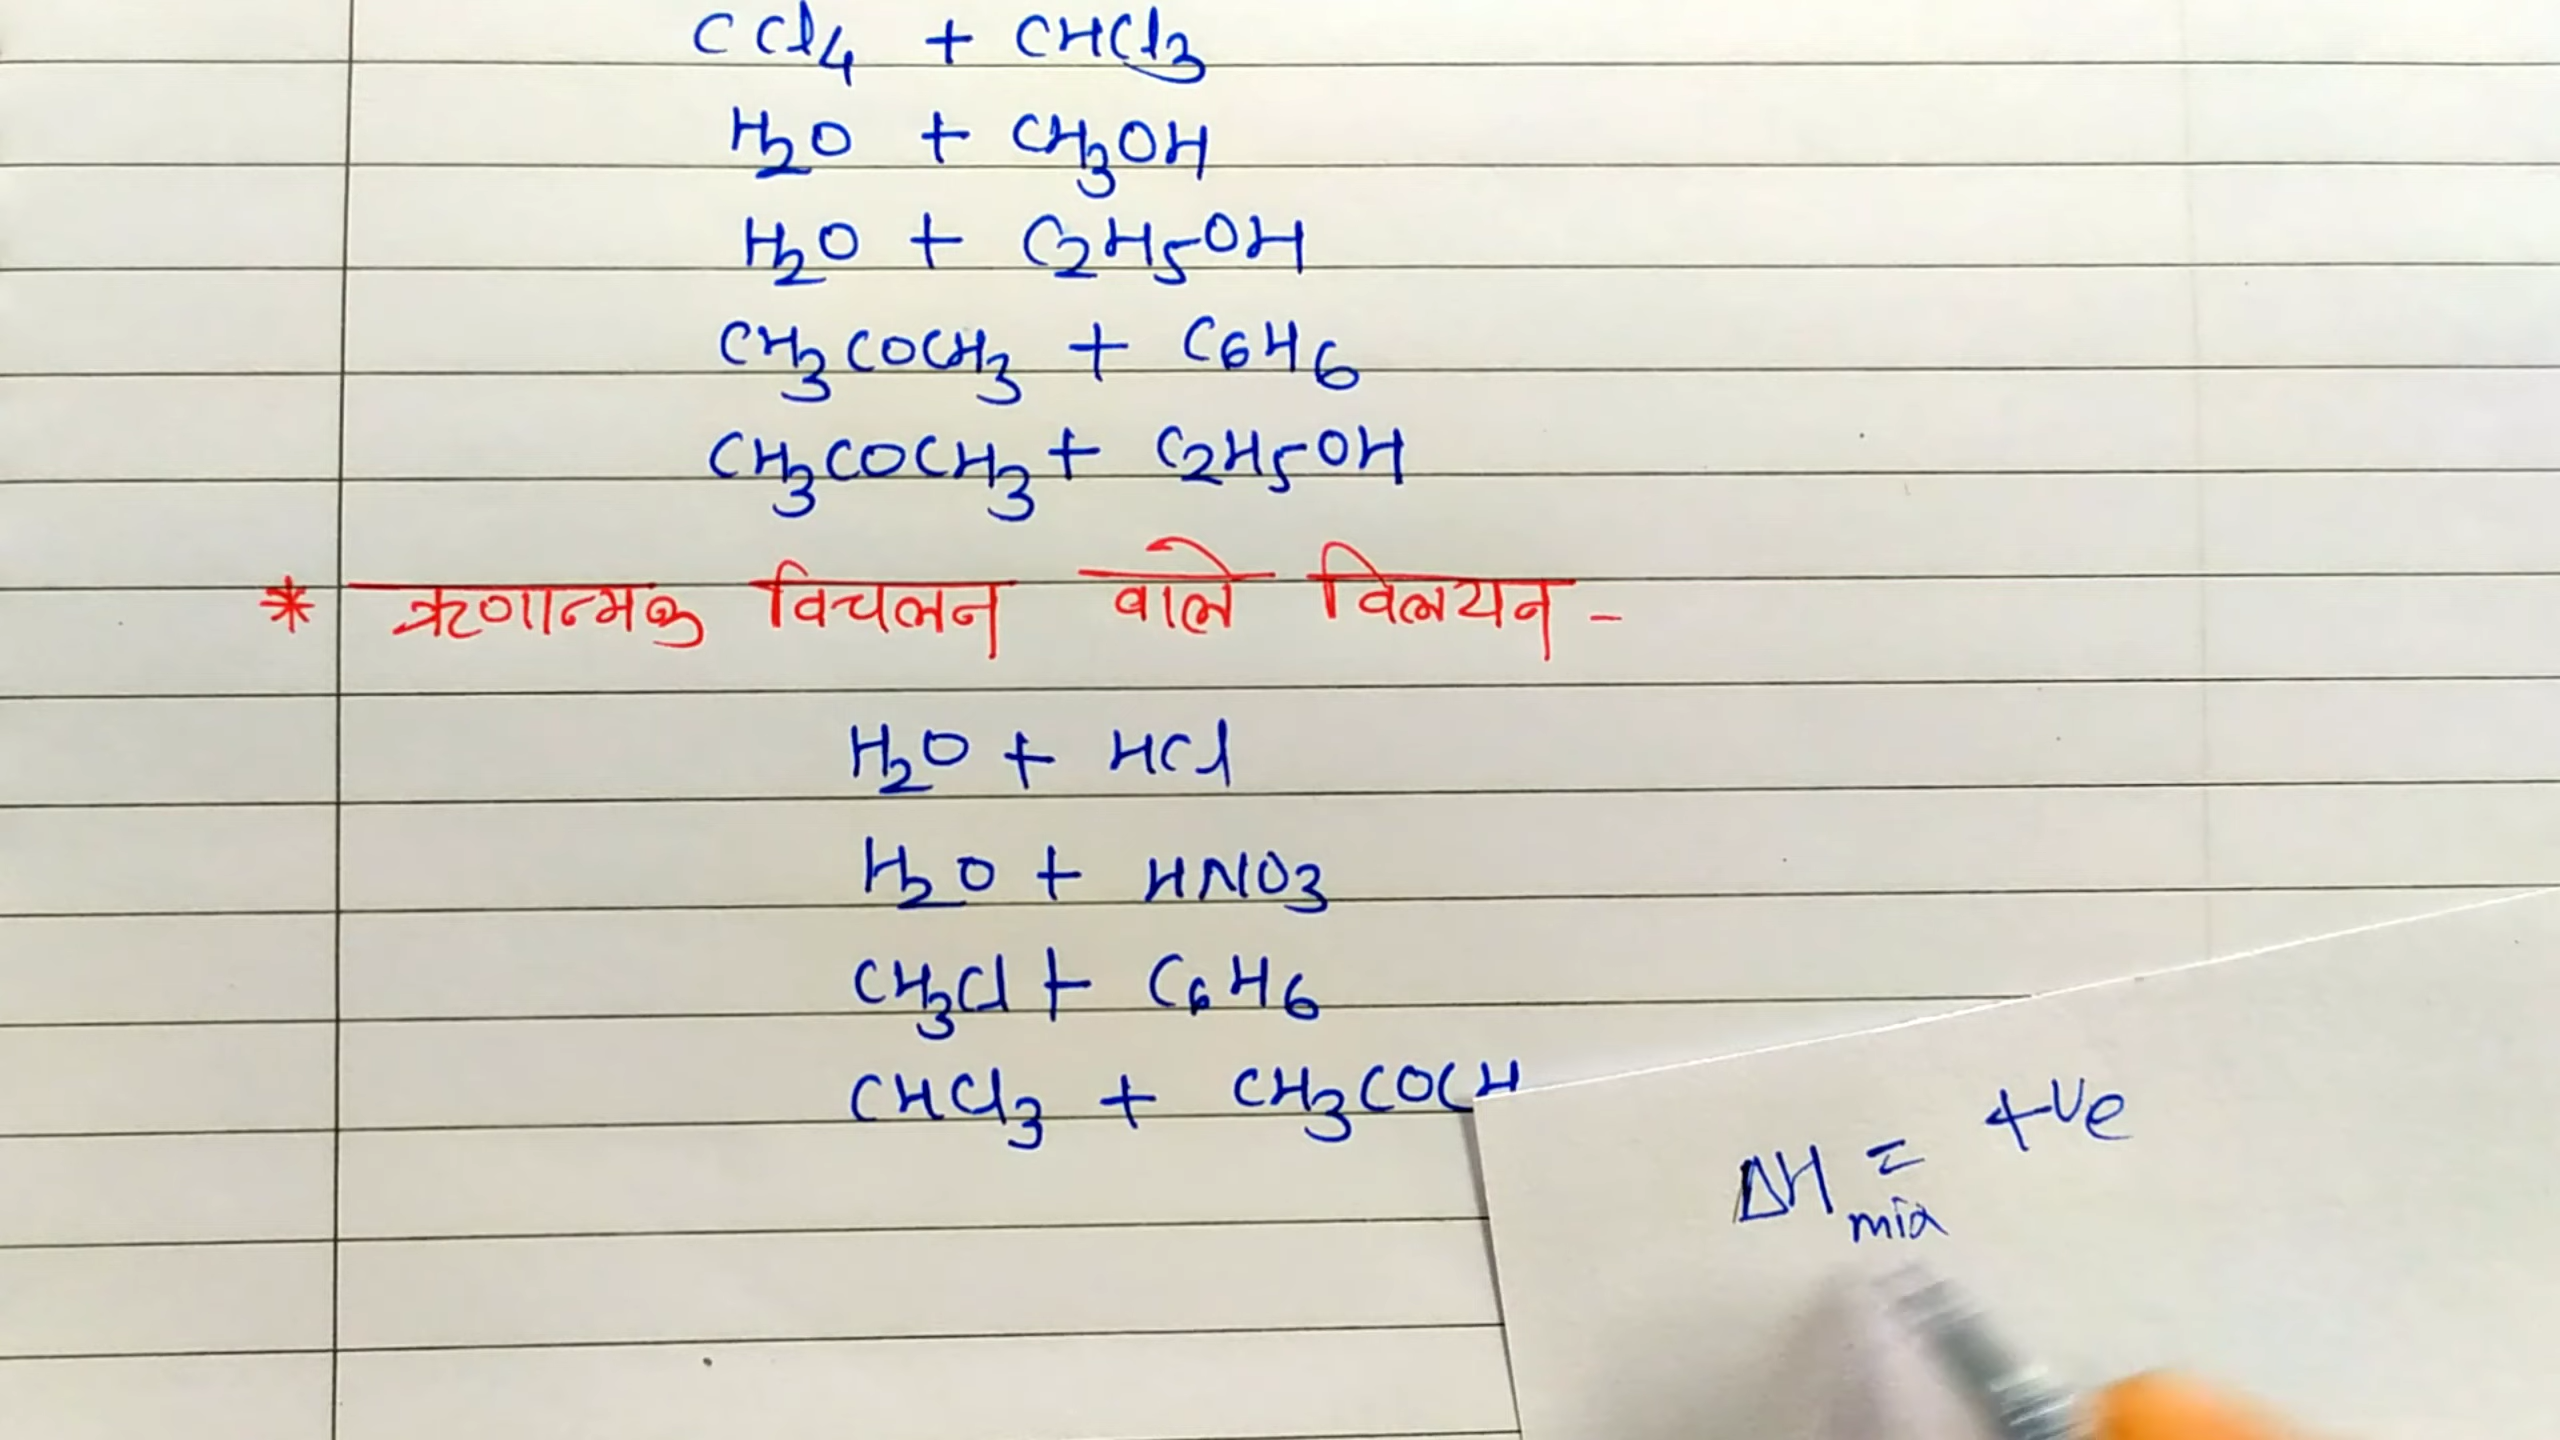 CCl4 + CHCl3
H2O + CH3OH
H2O + C2H5OH
CH3COCH3 + C6H6
CH3COCH3 + C2H5OH
* ऋणान्मक विचलन वाले विलयन -
H2O + HCl
H2O + HNO3
CH3Cl + C6H6
CHCl3 + CH3COCH
ΔHmix = +ve